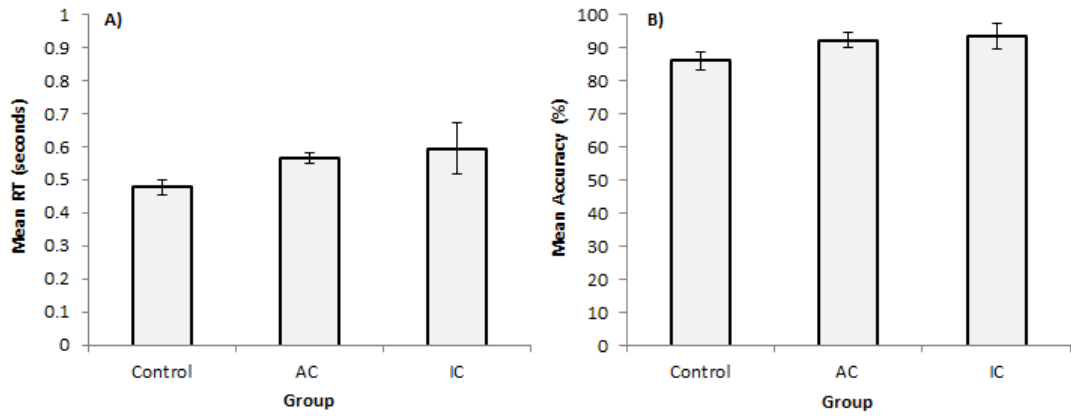 A)
Mean RT (seconds)
1
0.9
0.8
0.7
0.6
0.5
0.4
0.3
0.2
0.1
0
Control AC IC
Group
B)
Mean Accuracy (%)
100
90
80
70
60
50
40
30
20
10
0
Control AC IC
Group